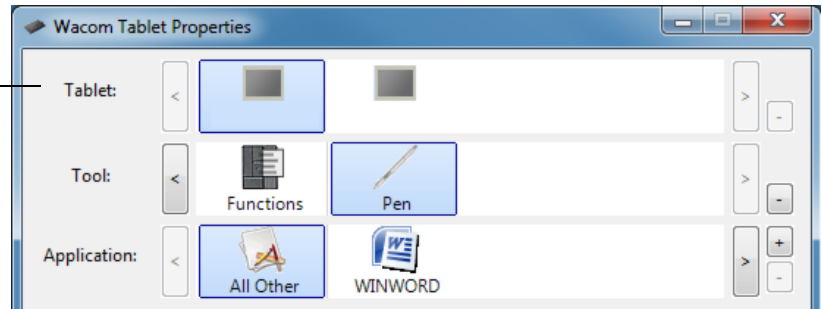 Wacom Tablet Properties
Tablet:
<
>
-
Tool:
<
Functions
Pen
>
-
Application:
<
All Other
WINWORD
>
+
-